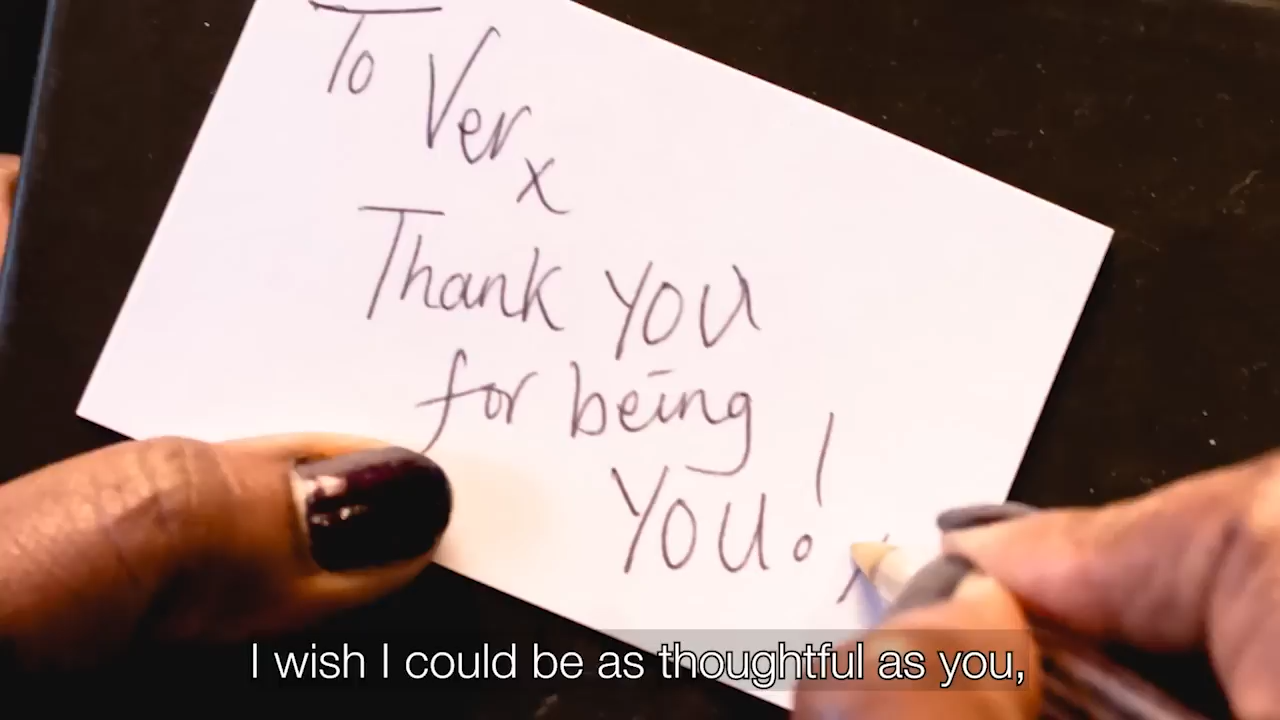 To Ver x
Thank you
for being
you! x
I wish I could be as thoughtful as you,